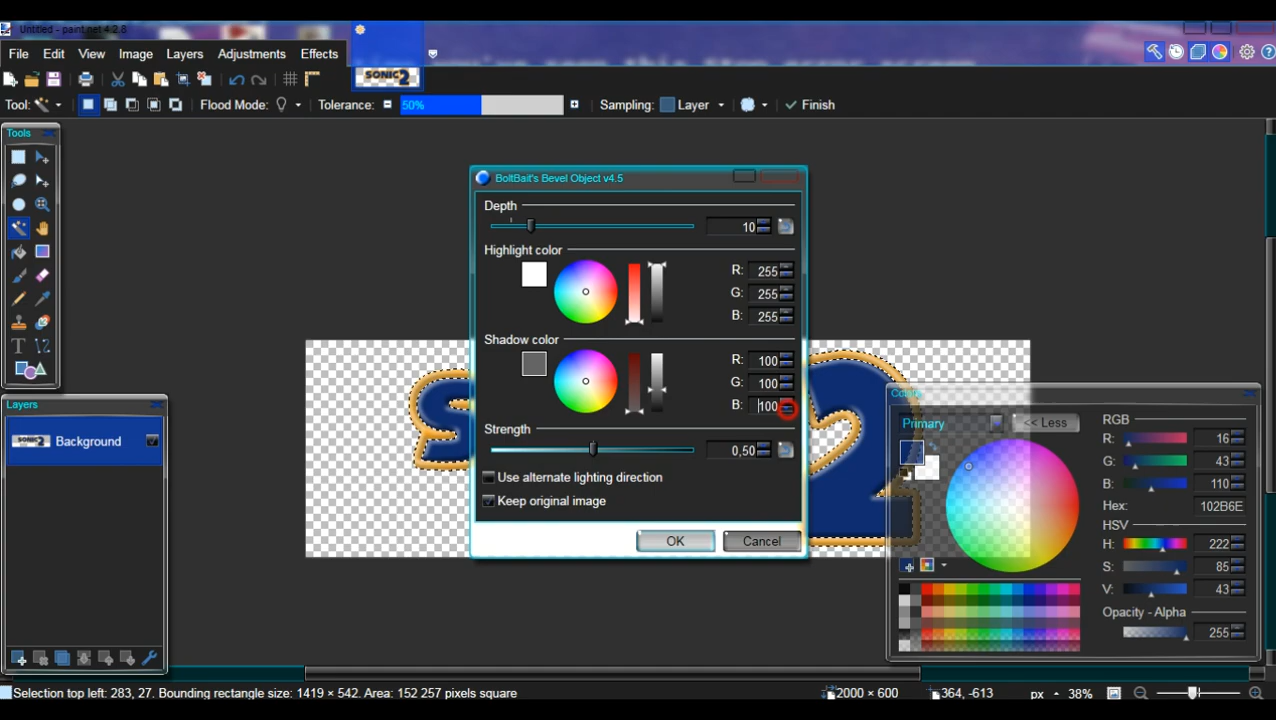 Untitled - paint.net 4.2.8
File Edit View Image Layers Adjustments Effects
SONIC 2
Tool: Flood Mode: Tolerance: 50% Sampling: Layer Finish
Tools
BoltBait's Bevel Object v4.5
Depth
10
Highlight color
R: 255
G: 255
B: 255
Shadow color
R: 100
G: 100
B: 100
Strength
0,50
Use alternate lighting direction
Keep original image
OK Cancel
2
Layers
SONIC 2 Background
Colors
Primary << Less
RGB
R: 16
G: 43
B: 110
Hex: 102B6E
HSV
H: 222
S: 85
V: 43
Opacity - Alpha
255
Selection top left: 283, 27. Bounding rectangle size: 1419 × 542. Area: 152 257 pixels square 2000 × 600 364, -613 px 38%